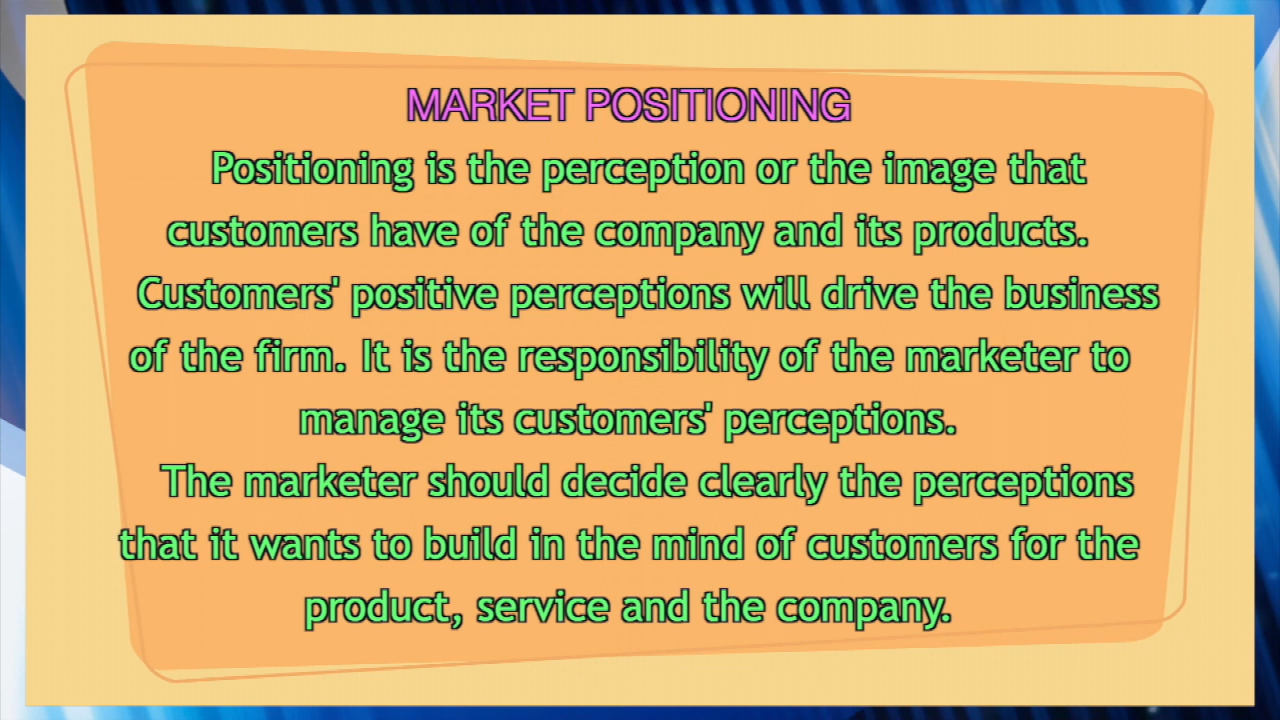 MARKET POSITIONING
Positioning is the perception or the image that
customers have of the company and its products.
Customers' positive perceptions will drive the business
of the firm. It is the responsibility of the marketer to
manage its customers' perceptions.
The marketer should decide clearly the perceptions
that it wants to build in the mind of customers for the
product, service and the company.